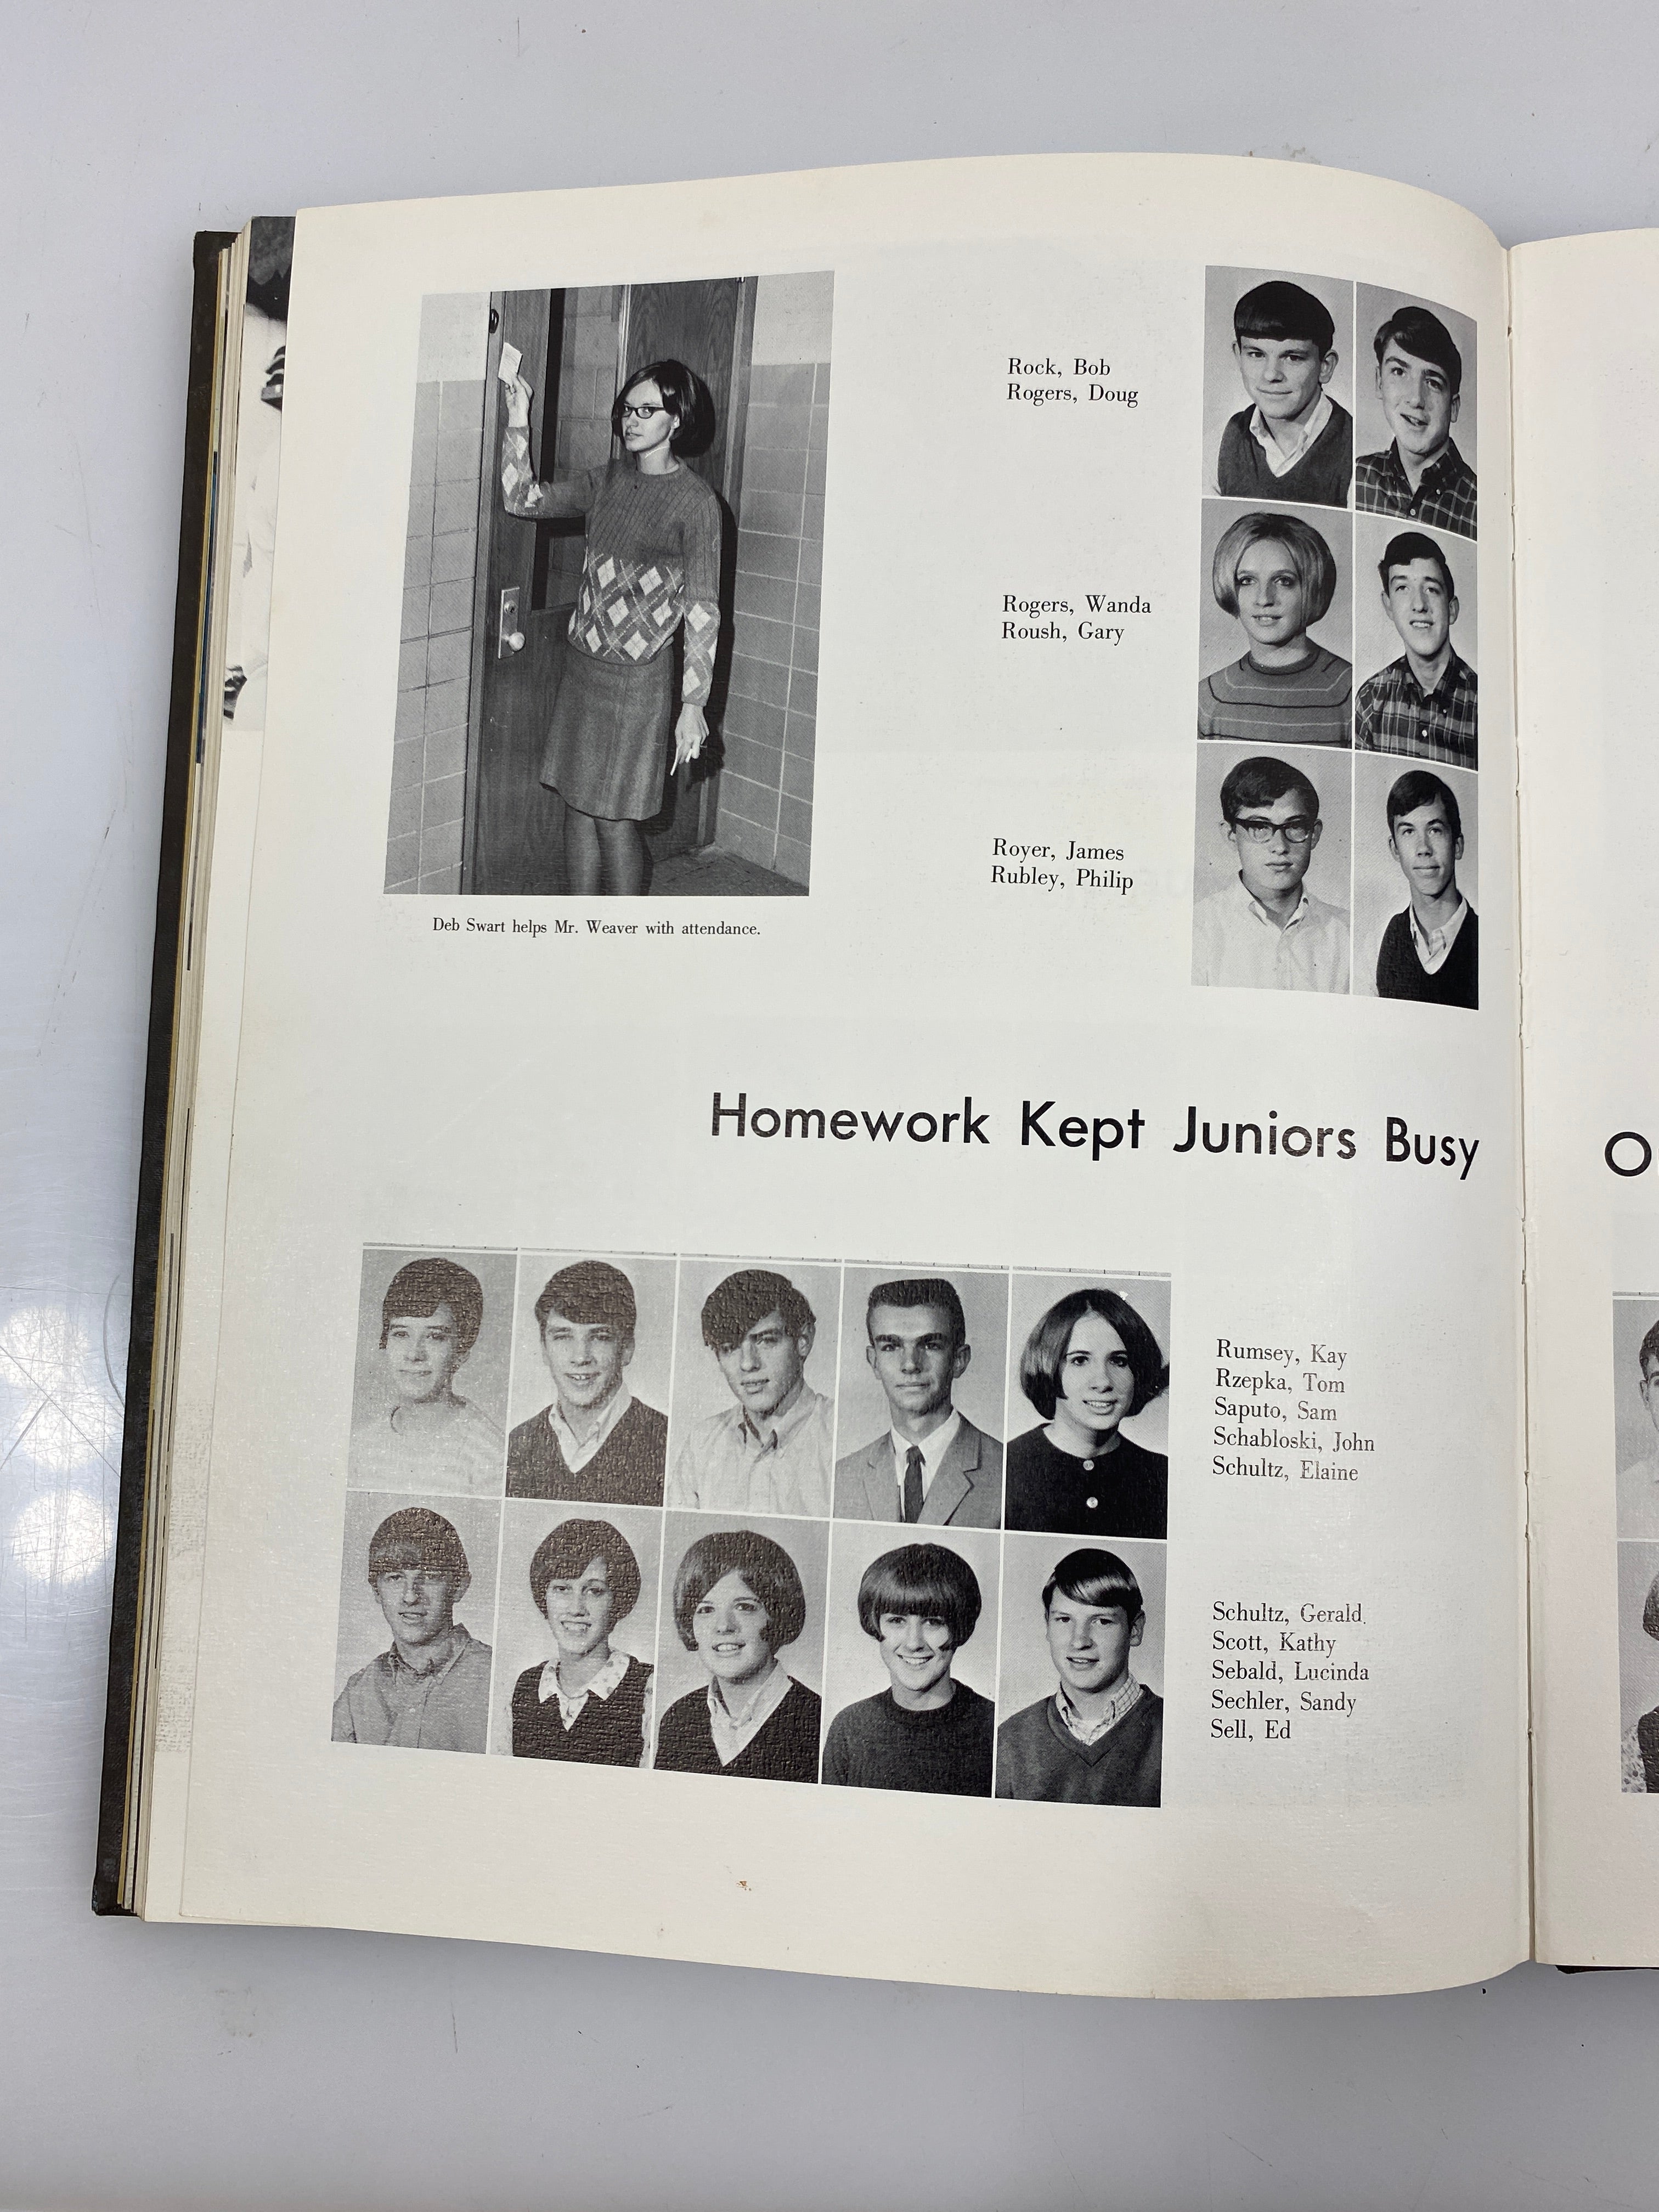 Rock, Bob
Rogers, Doug
Rogers, Wanda
Roush, Gary
Royer, James
Rubley, Philip
Deb Swart helps Mr. Weaver with attendance.
Homework Kept Juniors Busy
Rumsey, Kay
Rzepka, Tom
Saputo, Sam
Schabloski, John
Schultz, Elaine
Schultz, Gerald
Scott, Kathy
Sebald, Lucinda
Sechler, Sandy
Sell, Ed